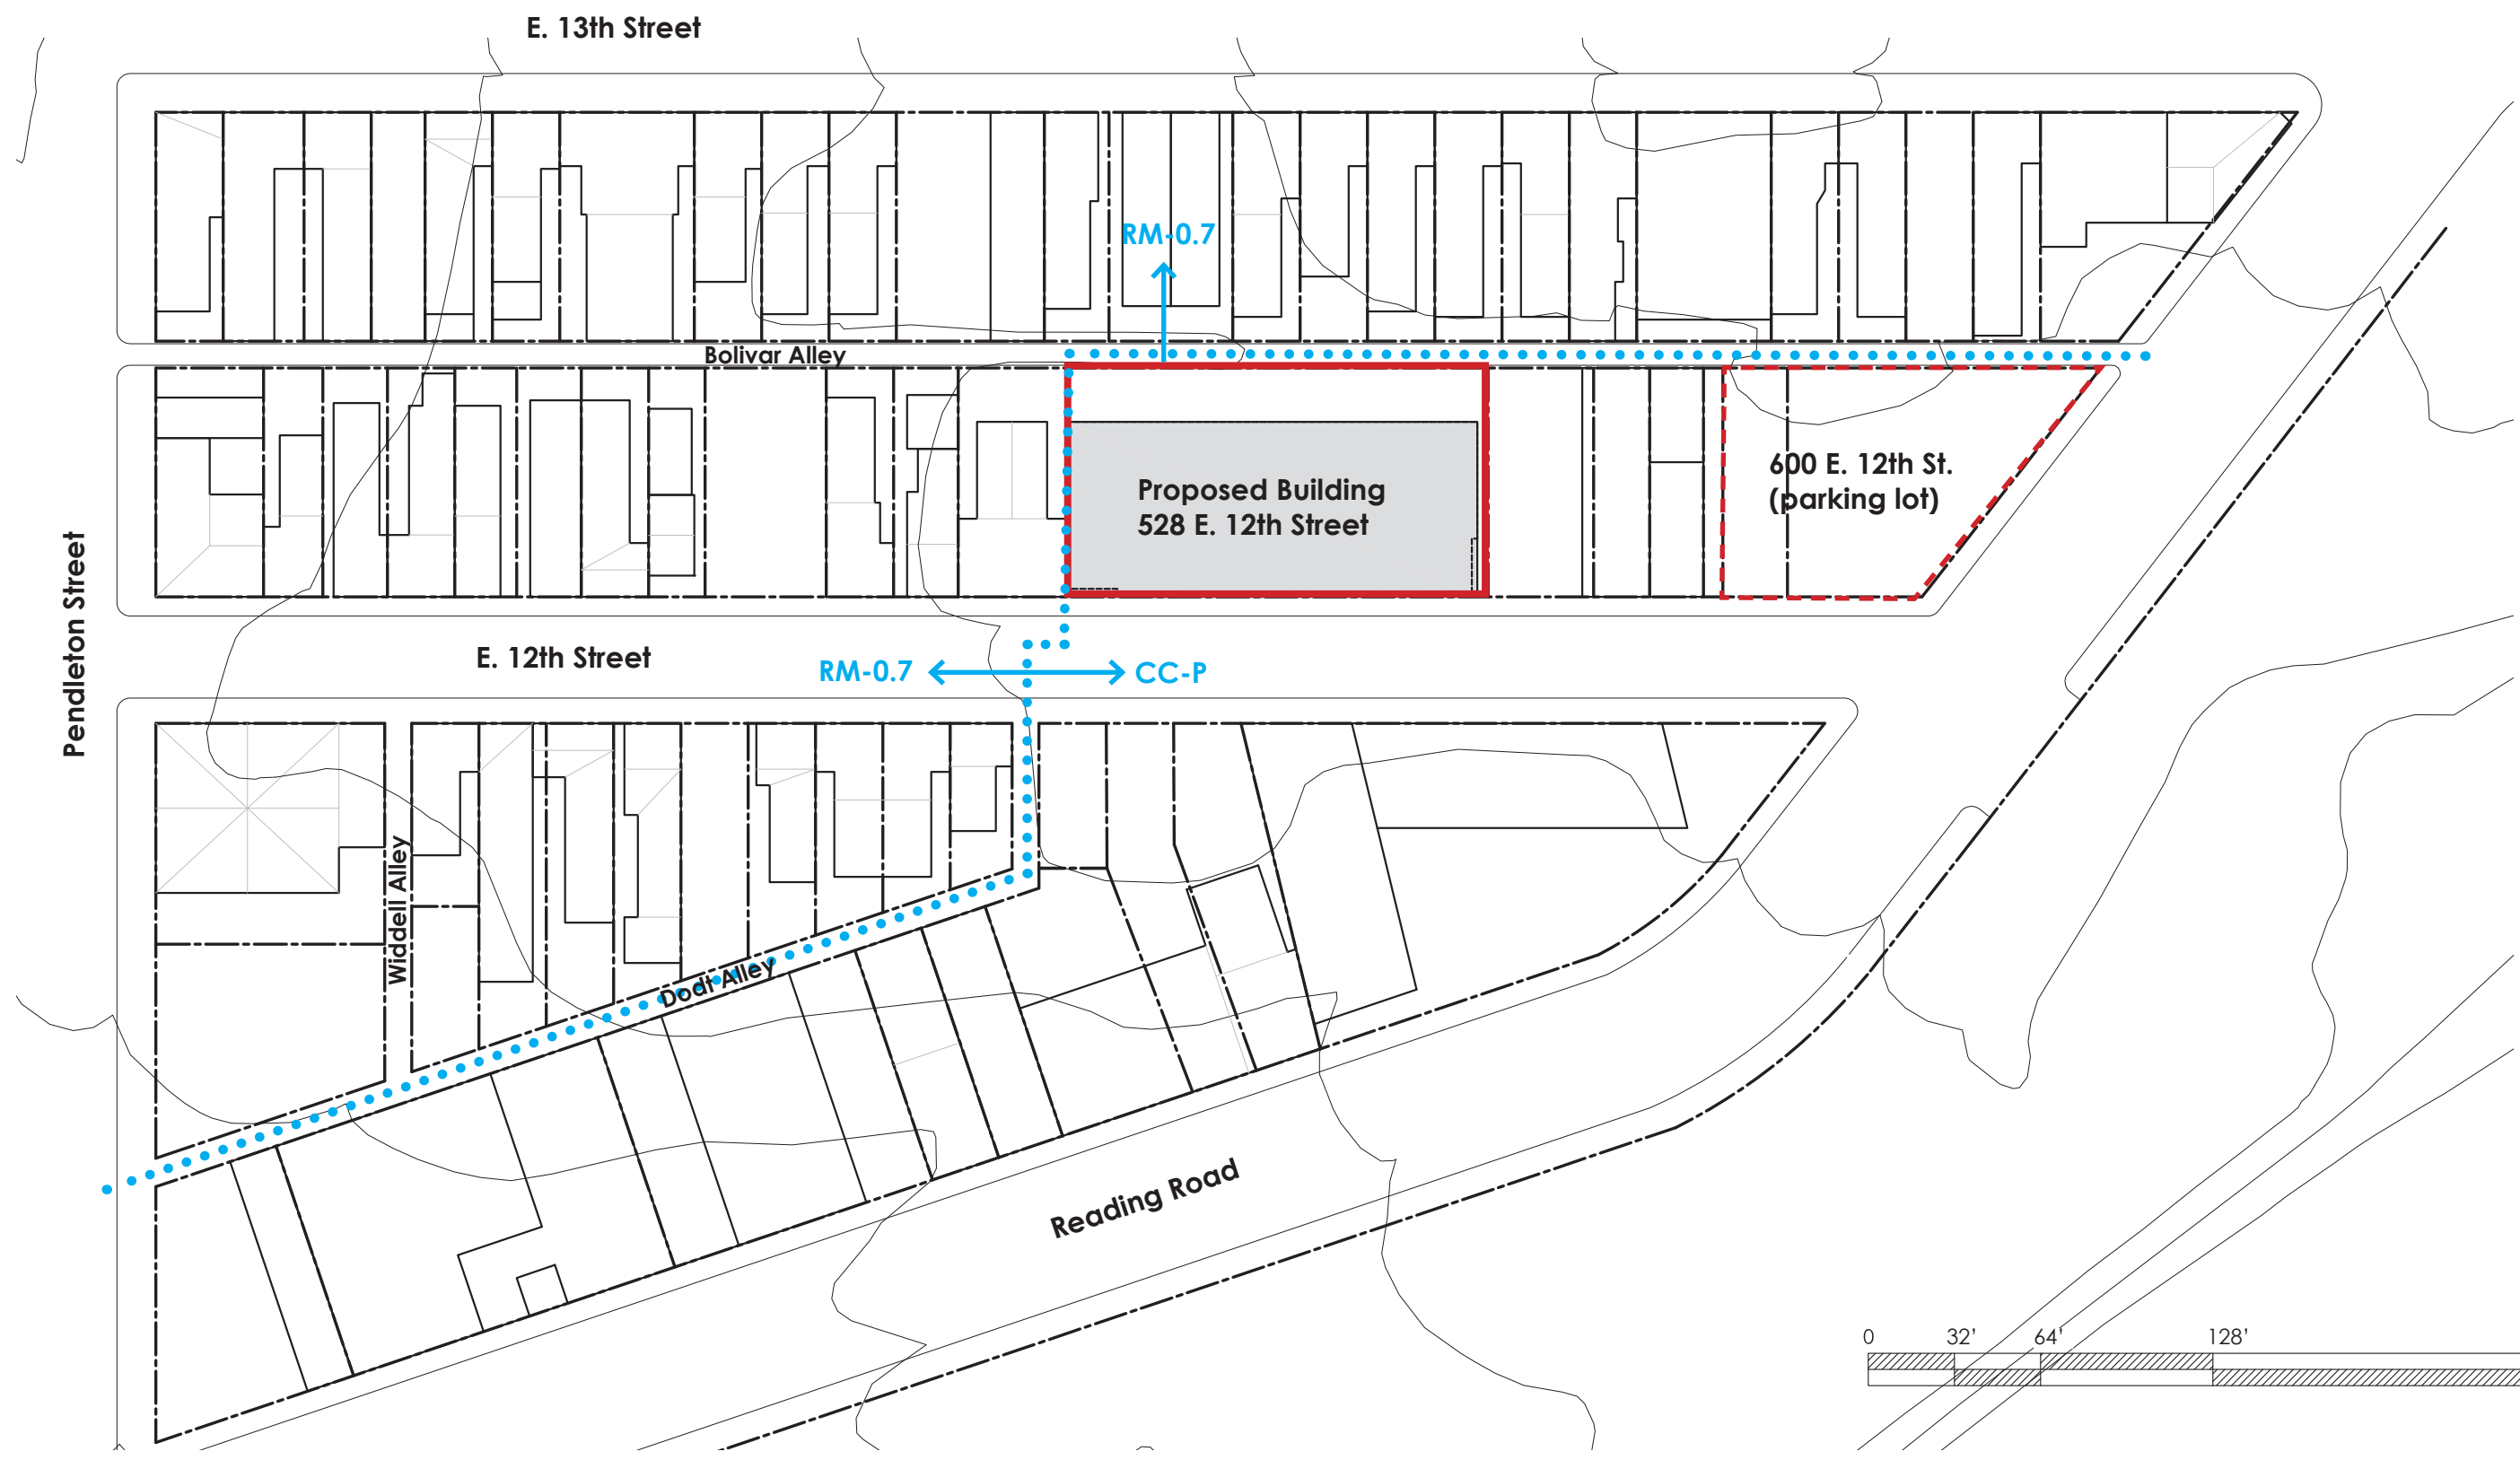 E. 13th Street
RM-0.7
Bolivar Alley
600 E. 12th St.
(parking lot)
Proposed Building
528 E. 12th Street
Pendleton Street
E. 12th Street
RM-0.7
CC-P
Widdell Alley
Dodt Alley
Reading Road
0 32’ 64’ 128’